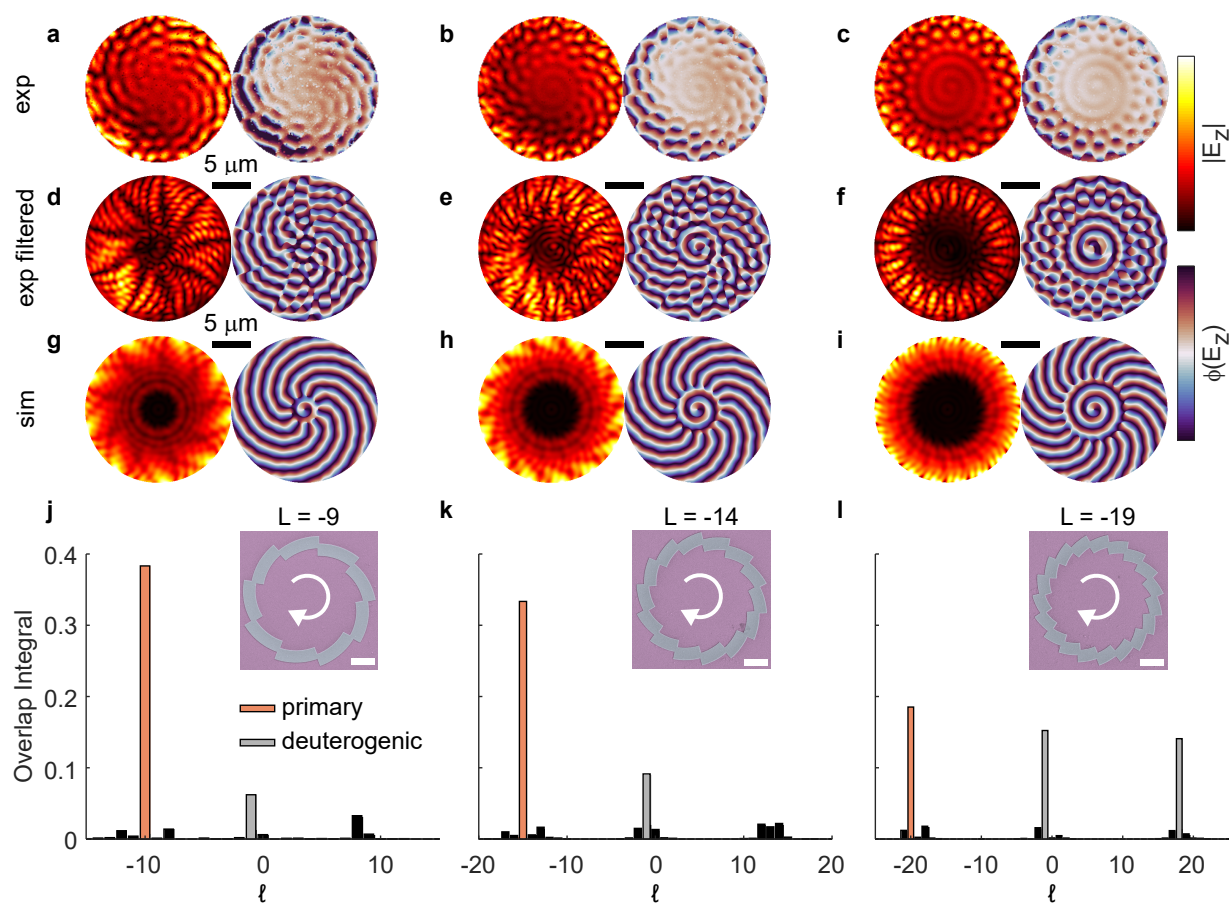 a
b
c
exp
|E_Z|
5 μm
d
e
f
exp filtered
5 μm
ϕ(E_Z)
g
h
i
sim
j
k
l
L = -9
L = -14
L = -19
0.4
0.3
0.2
0.1
0
Overlap Integral
primary
deuterogenic
-10
0
10
-20
-10
0
10
20
-20
-10
0
10
20
ℓ
ℓ
ℓ